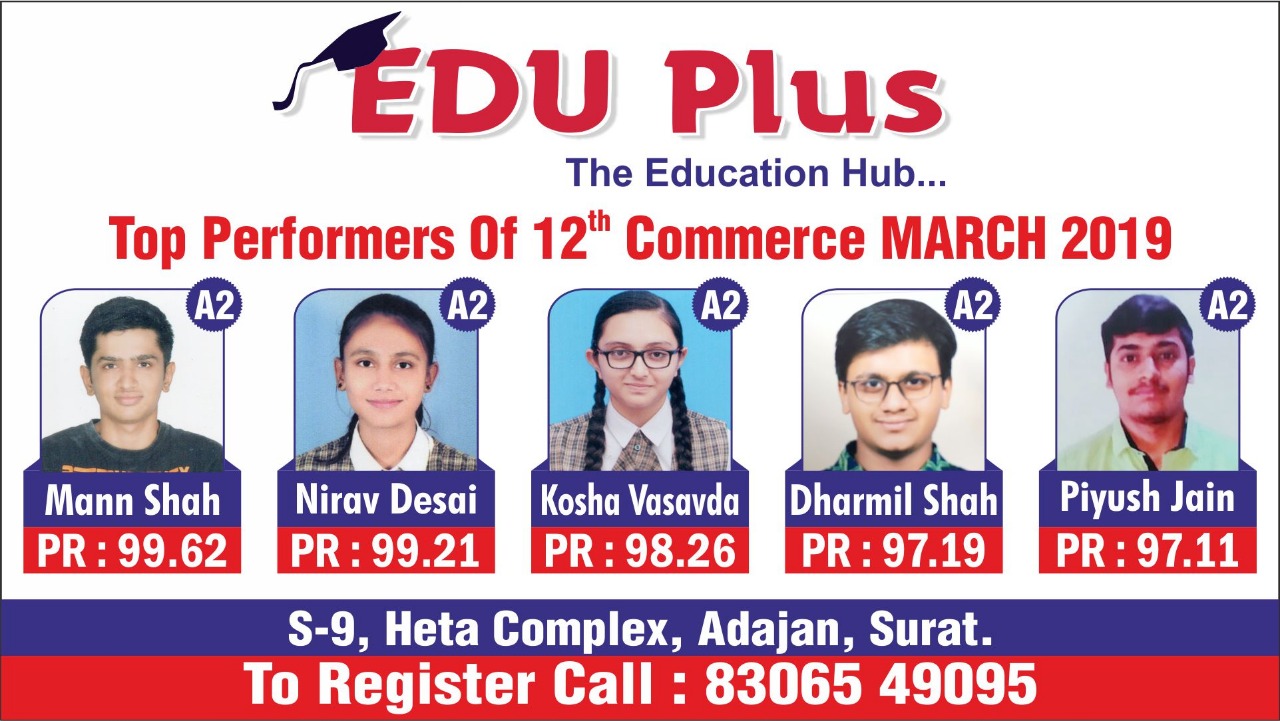 EDU Plus
The Education Hub...
Top Performers Of 12th Commerce MARCH 2019
A2 A2 A2 A2 A2
Mann Shah Nirav Desai Kosha Vasavda Dharmil Shah Piyush Jain
PR : 99.62 PR : 99.21 PR : 98.26 PR : 97.19 PR : 97.11
S-9, Heta Complex, Adajan, Surat.
To Register Call : 83065 49095